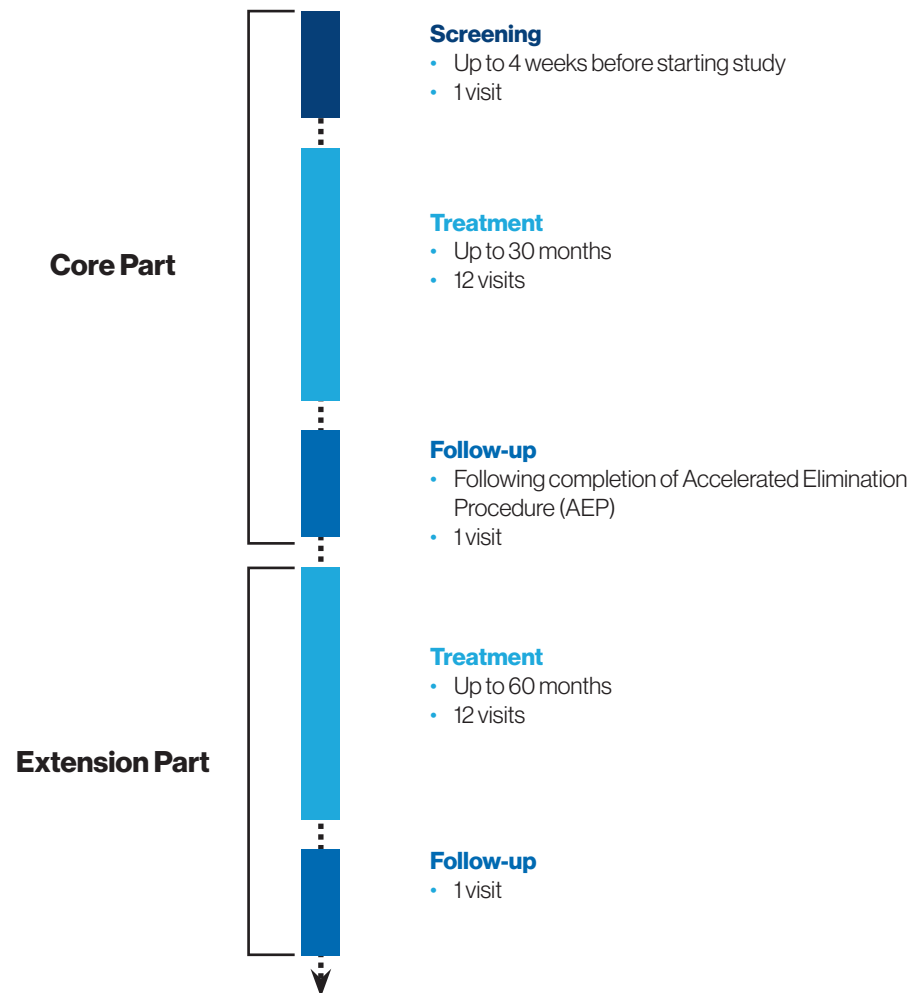 Screening
• Up to 4 weeks before starting study
• 1 visit
Core Part
Treatment
• Up to 30 months
• 12 visits
Follow-up
• Following completion of Accelerated Elimination
Procedure (AEP)
• 1 visit
Extension Part
Treatment
• Up to 60 months
• 12 visits
Follow-up
• 1 visit